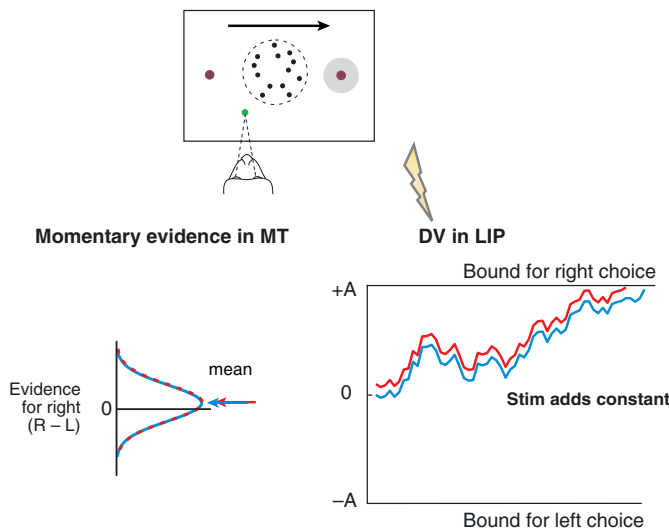 Momentary evidence in MT
DV in LIP
Bound for right choice
+A
mean
Evidence
for right
(R – L)
0
0
Stim adds constant
–A
Bound for left choice